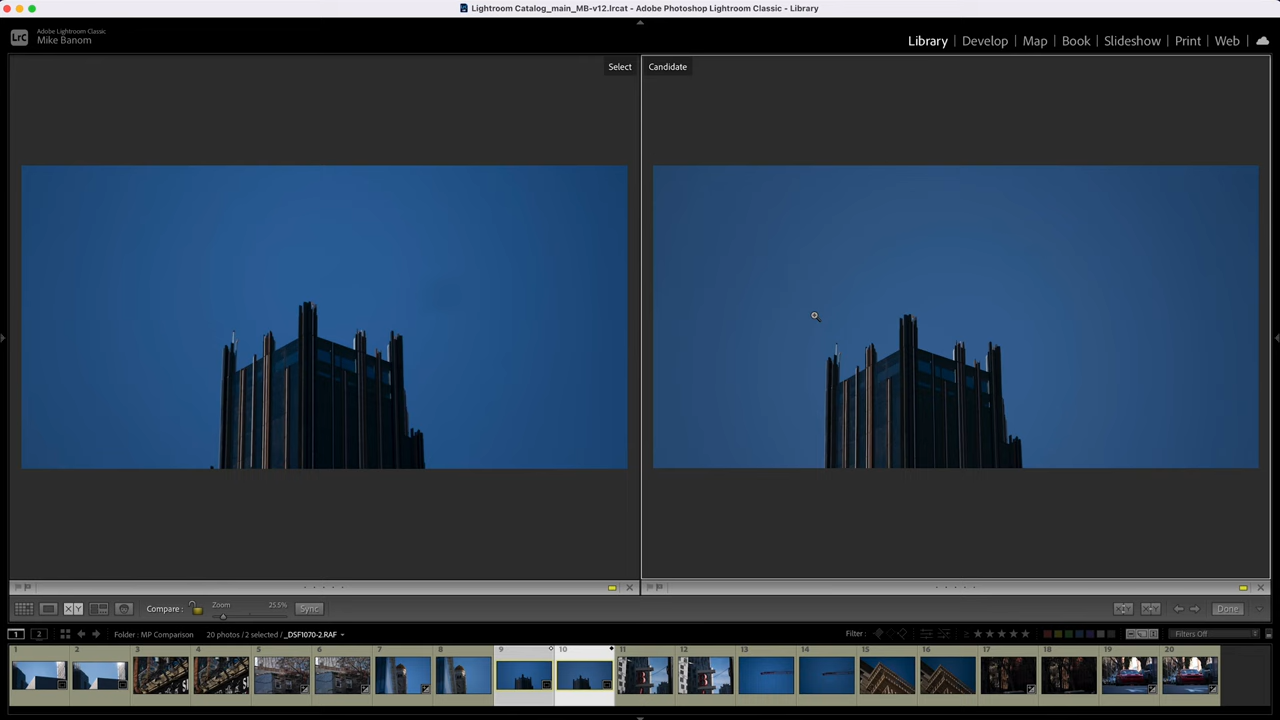 Lightroom Catalog_main_MB-v12.lrcat - Adobe Photoshop Lightroom Classic - Library
LrC
Adobe Lightroom Classic
Mike Banom
Library | Develop | Map | Book | Slideshow | Print | Web
Select
Candidate
XY
Compare :
Zoom
25.5%
Sync
Done
1
2
Folder : MP Comparison
20 photos / 2 selected / _DSF1070-2.RAF
Filter :
Filters Off
1
2
3
4
5
6
7
8
9
10
11
12
13
14
15
16
17
18
19
20